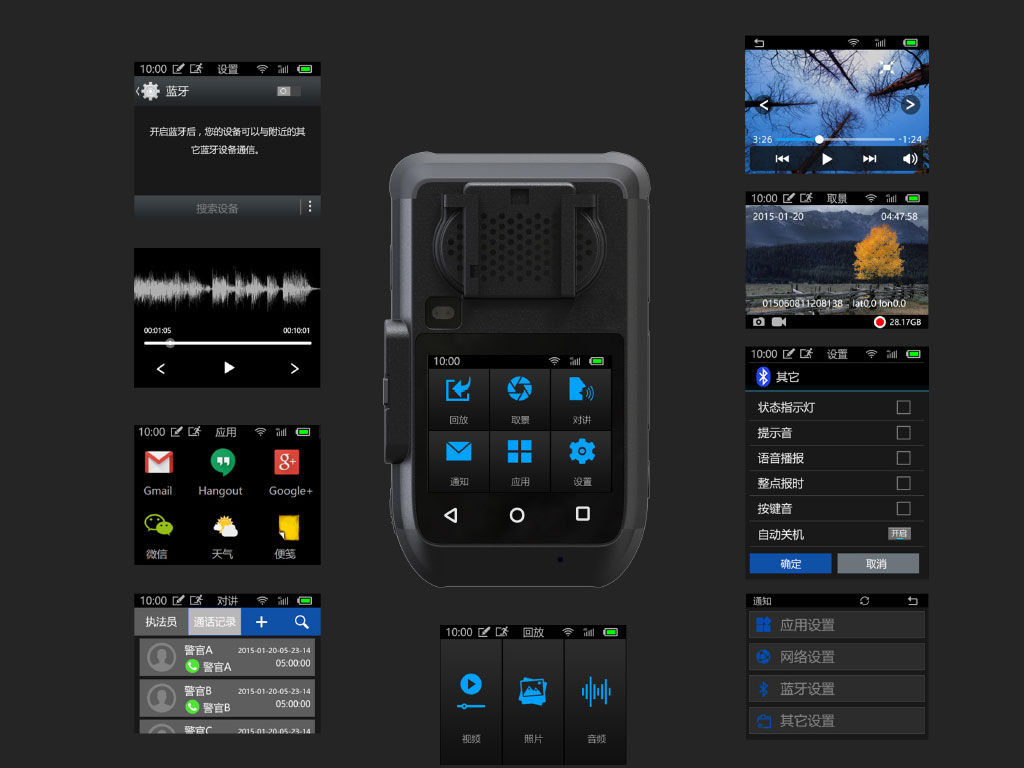 10:00 设置
蓝牙
开启蓝牙后，您的设备可以与附近的其
它蓝牙设备通信。
搜索设备
00:01:05 00:10:01
10:00 应用
Gmail Hangout Google+
微信 天气 便笺
10:00 对讲
执法员 通话记录
警官A 2015-01-20-05-23-14
警官A 05:00:00
警官B 2015-01-20-05-23-14
警官B 05:00:00
警官C 2015-01-20-05-23-14
10:00
回放 取景 对讲
通知 应用 设置
10:00 回放
视频 照片 音频
3:26 -1:24
10:00 取景
2015-01-20 04:47:58
015060811208138 lat0.0 lon0.0
28.17GB
10:00 设置
其它
状态指示灯
提示音
语音播报
整点报时
按键音
自动关机 开启
确定 取消
通知
应用设置
网络设置
蓝牙设置
其它设置